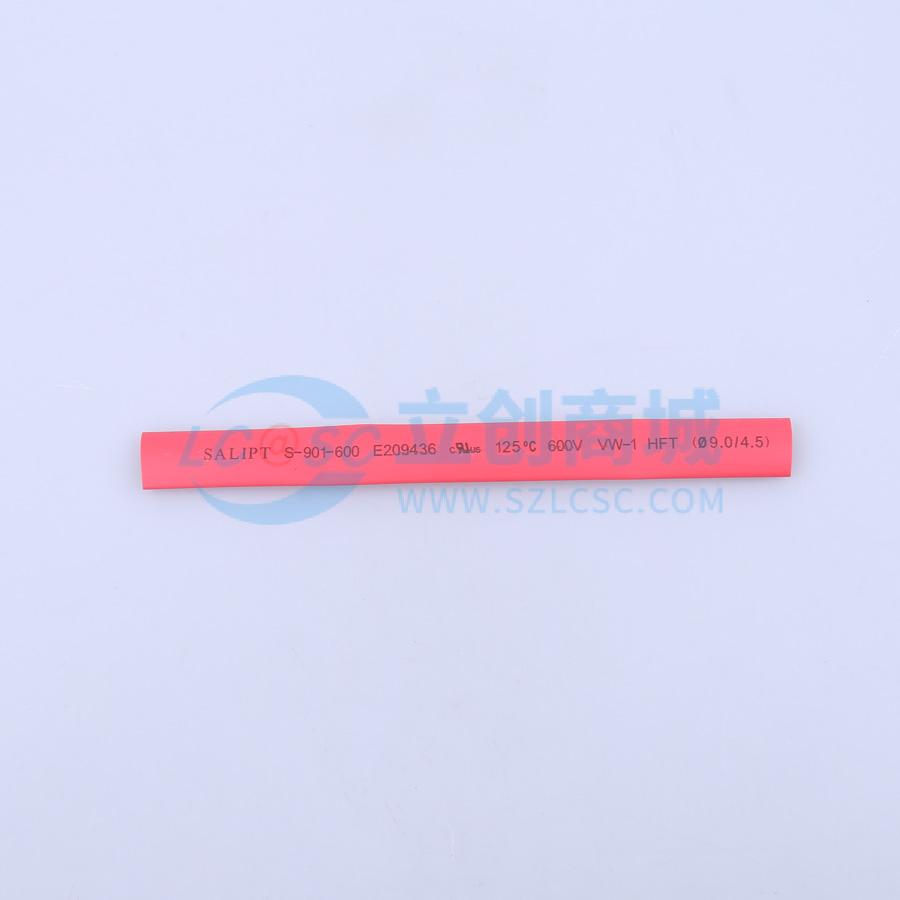 立创商城
LC@SC
SALIPT S-901-600 E209436 cRUus 125℃ 600V VW-1 HFT (Ø9.0/4.5)
WWW.SZLCSC.COM